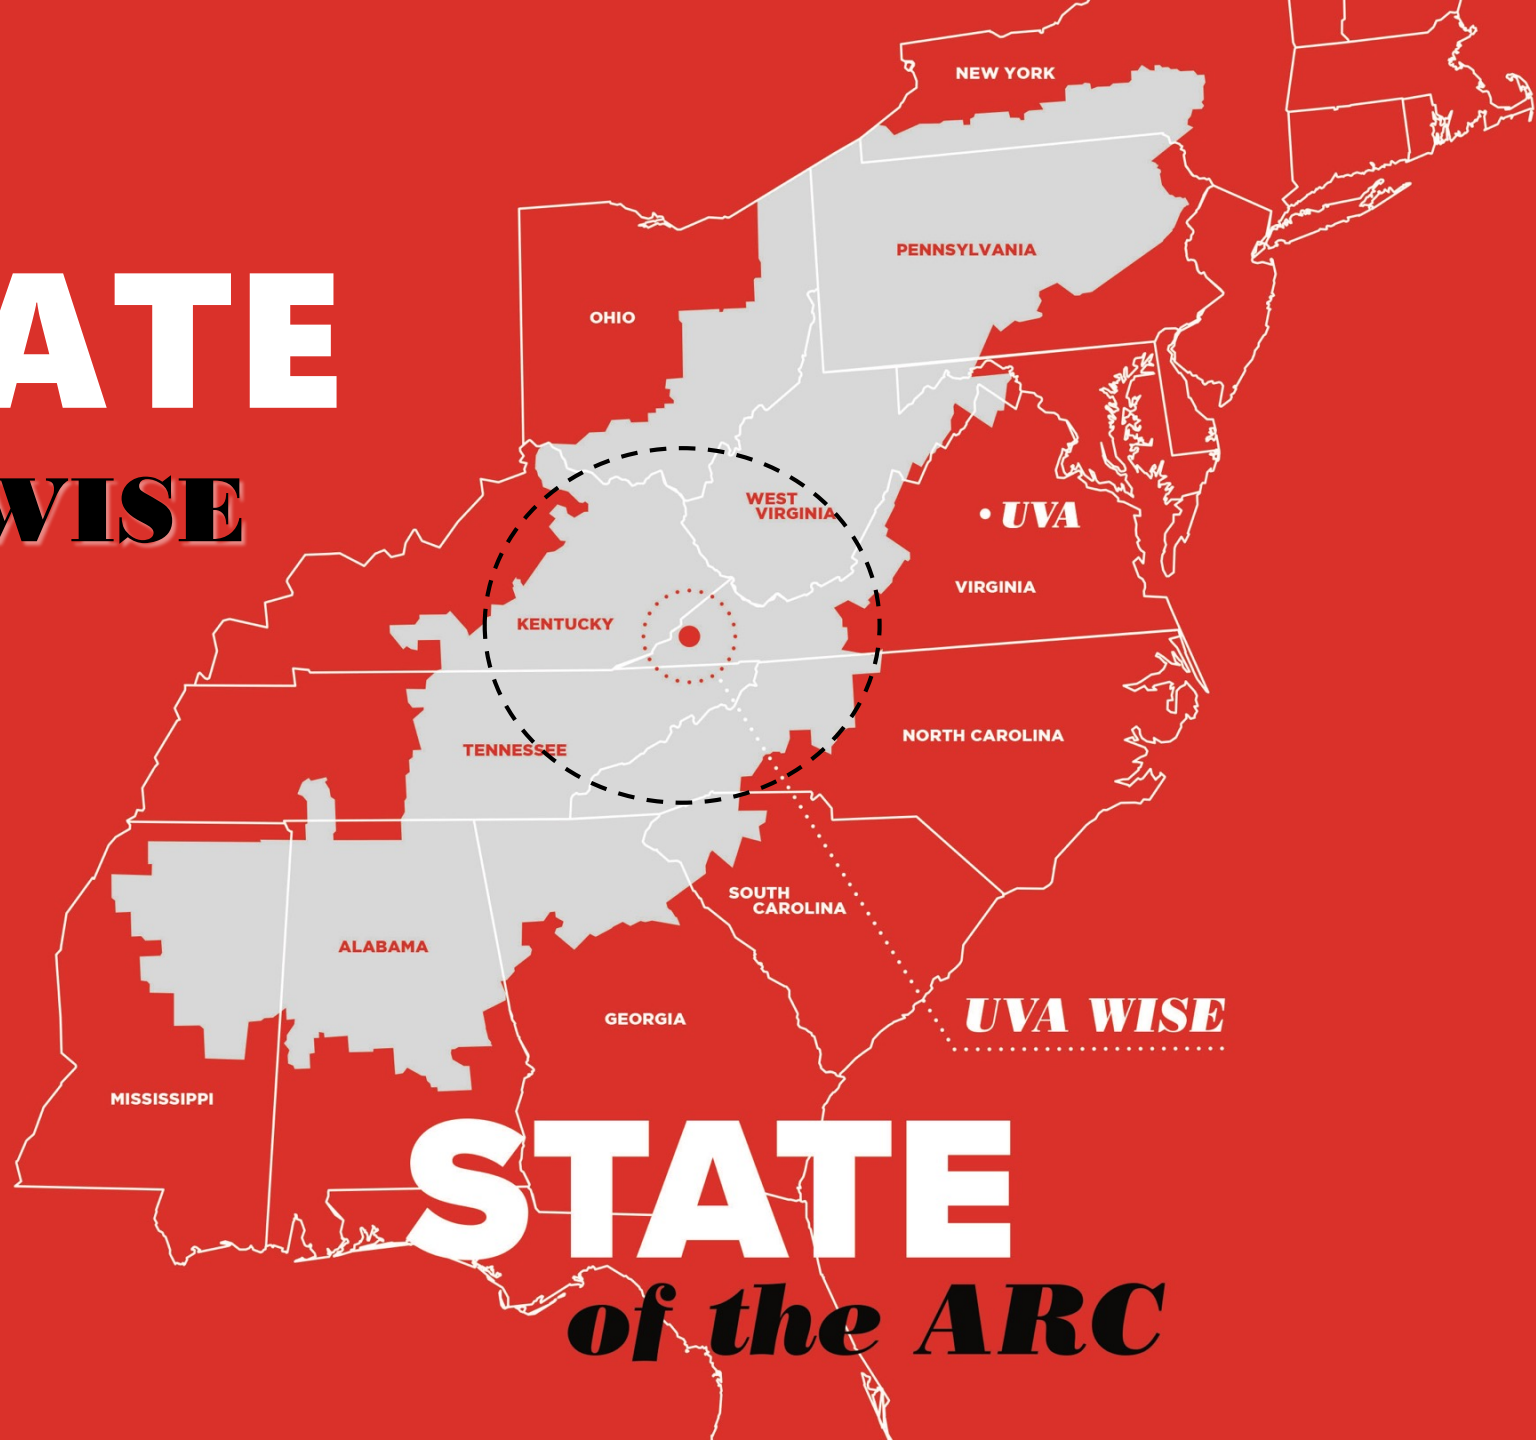 NEW YORK
PENNSYLVANIA
OHIO
ATE
WISE
WEST
VIRGINIA
UVA
VIRGINIA
KENTUCKY
NORTH CAROLINA
TENNESSEE
SOUTH
CAROLINA
ALABAMA
GEORGIA
UVA WISE
MISSISSIPPI
STATE
of the ARC